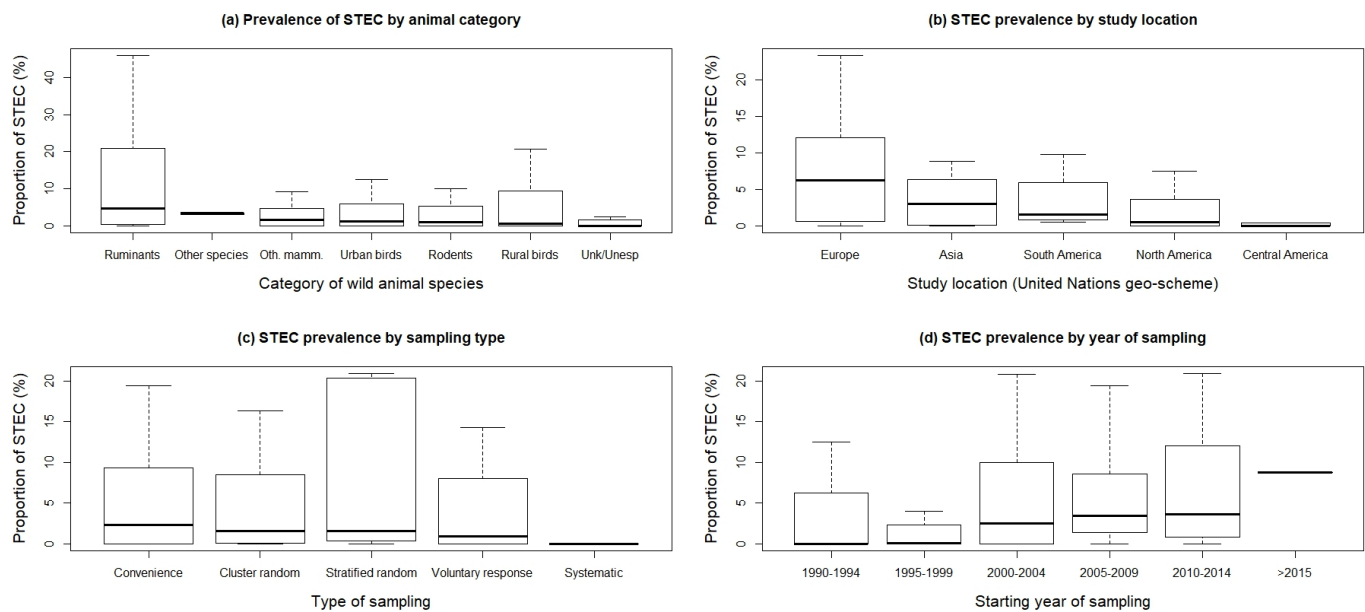 (a) Prevalence of STEC by animal category
Proportion of STEC (%)
40
30
20
10
0
Ruminants Other species Oth. mamm. Urban birds Rodents Rural birds Unk/Unesp
Category of wild animal species
(b) STEC prevalence by study location
Proportion of STEC (%)
20
15
10
5
0
Europe Asia South America North America Central America
Study location (United Nations geo-scheme)
(c) STEC prevalence by sampling type
Proportion of STEC (%)
20
15
10
5
0
Convenience Cluster random Stratified random Voluntary response Systematic
Type of sampling
(d) STEC prevalence by year of sampling
Proportion of STEC (%)
20
15
10
5
0
1990-1994 1995-1999 2000-2004 2005-2009 2010-2014 >2015
Starting year of sampling